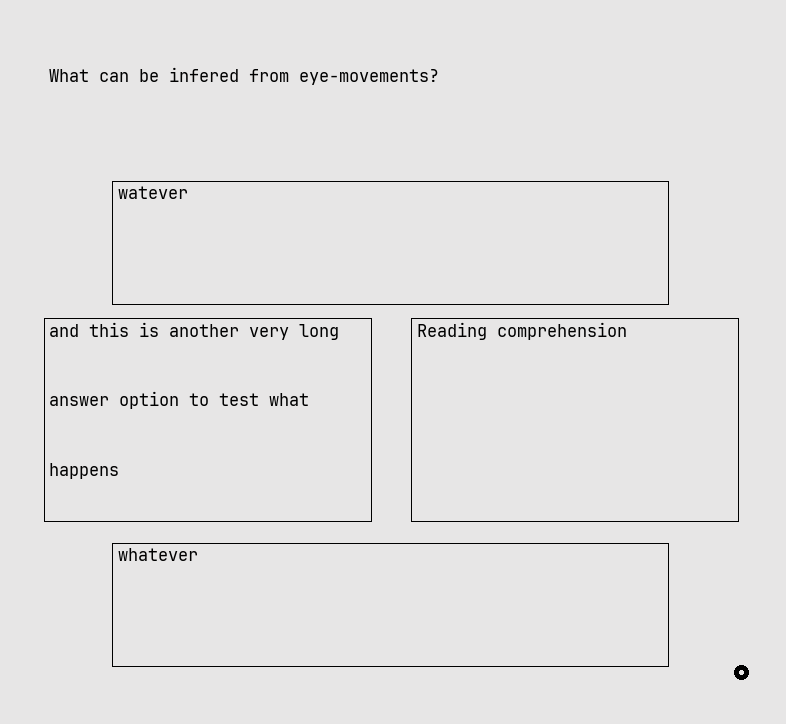 What can be infered from eye-movements?
watever
and this is another very long
answer option to test what
happens
Reading comprehension
whatever